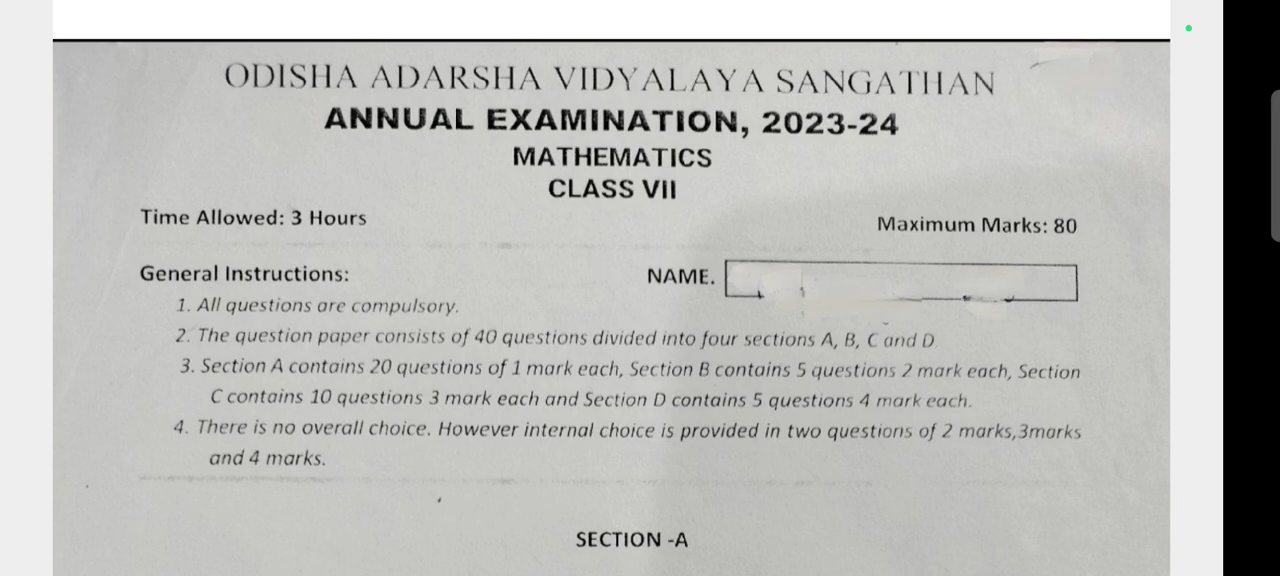 ODISHA ADARSHA VIDYALAYA SANGATHAN
ANNUAL EXAMINATION, 2023-24
MATHEMATICS
CLASS VII
Time Allowed: 3 Hours
Maximum Marks: 80
General Instructions:
NAME.
1. All questions are compulsory.
2. The question paper consists of 40 questions divided into four sections A, B, C and D
3. Section A contains 20 questions of 1 mark each, Section B contains 5 questions 2 mark each, Section
C contains 10 questions 3 mark each and Section D contains 5 questions 4 mark each.
4. There is no overall choice. However internal choice is provided in two questions of 2 marks,3marks
and 4 marks.
SECTION -A